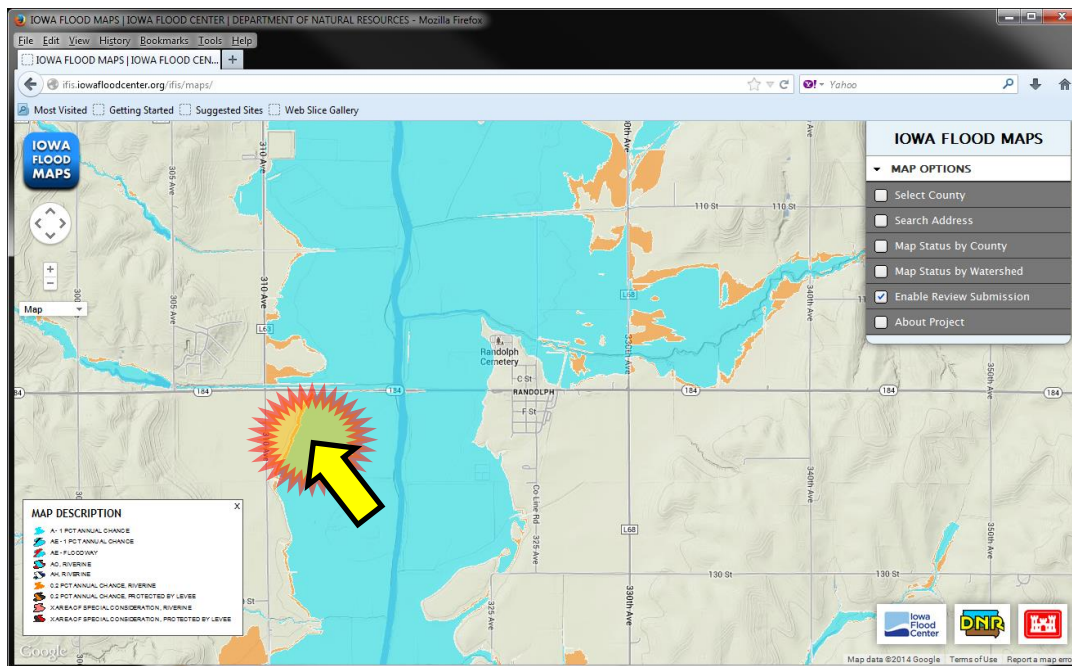 IOWA FLOOD MAPS | IOWA FLOOD CENTER | DEPARTMENT OF NATURAL RESOURCES - Mozilla Firefox
File Edit View History Bookmarks Tools Help
IOWA FLOOD MAPS | IOWA FLOOD CEN... +
ifis.iowafloodcenter.org/ifis/maps/
Yahoo
Most Visited Getting Started Suggested Sites Web Slice Gallery
IOWA
FLOOD
MAPS
+
−
Map
IOWA FLOOD MAPS
MAP OPTIONS
Select County
Search Address
Map Status by County
Map Status by Watershed
Enable Review Submission
About Project
305 Ave
310 Ave
110 St
110 St
340th Ave
305 Ave
310 Ave
L63
L68
330th Ave
Randolph
Cemetery
C St
RANDOLPH
F St
184
184
184
184
184
350th Ave
340th Ave
Co Line Rd
325 Ave
L68
130 St
130 St
330th Ave
350th Ave
325 Ave
MAP DESCRIPTION
X
A - 1 PCT ANNUAL CHANCE
AE - 1 PCT ANNUAL CHANCE
AE - FLOODWAY
AO, RIVERINE
AH, RIVERINE
0.2 PCT ANNUAL CHANCE, RIVERINE
0.2 PCT ANNUAL CHANCE, PROTECTED BY LEVEE
X AREA OF SPECIAL CONSIDERATION, RIVERINE
X AREA OF SPECIAL CONSIDERATION, PROTECTED BY LEVEE
Google
Iowa
Flood
Center
DNR
Map data ©2014 Google Terms of Use Report a map erro